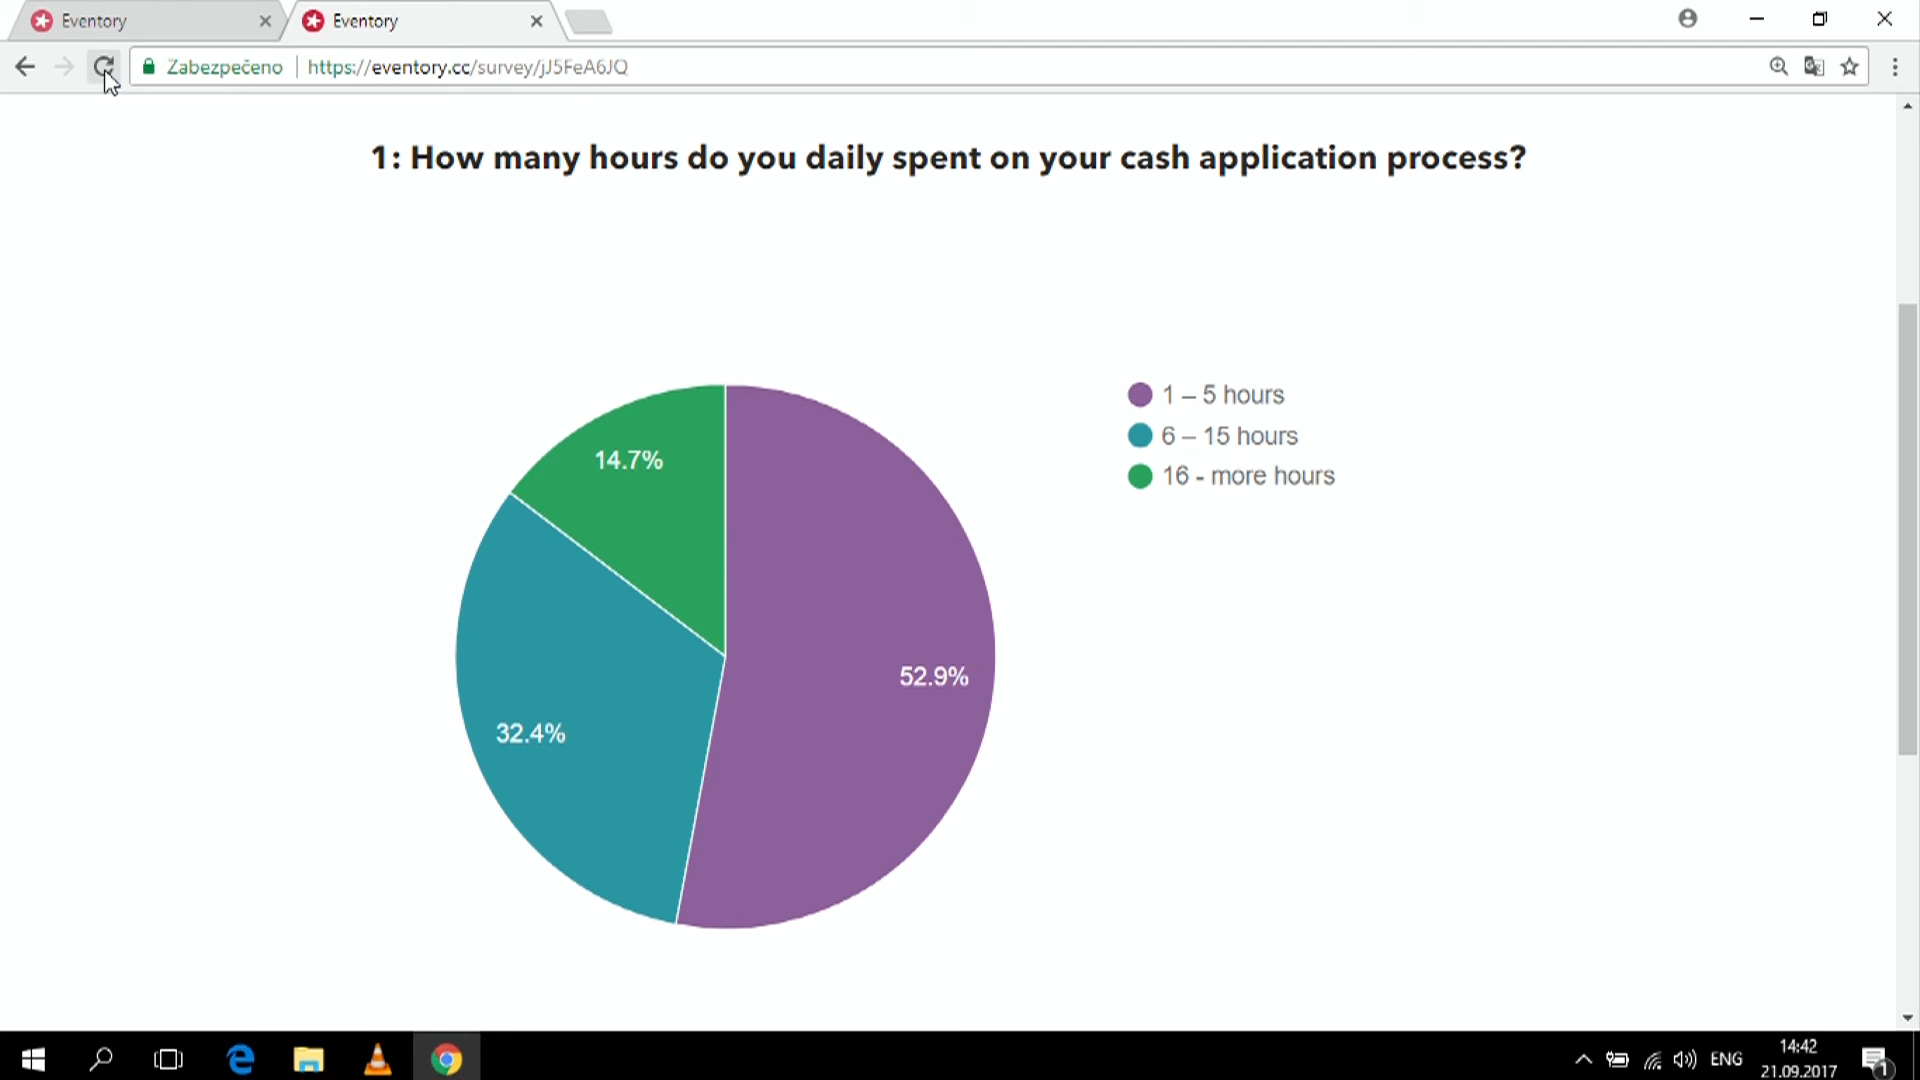 Eventory
Eventory
Zabezpečeno
https://eventory.cc/survey/jJ5FeA6JQ
1: How many hours do you daily spent on your cash application process?
1 – 5 hours
6 – 15 hours
16 - more hours
14.7%
52.9%
32.4%
ENG
14:42
21.09.2017
1